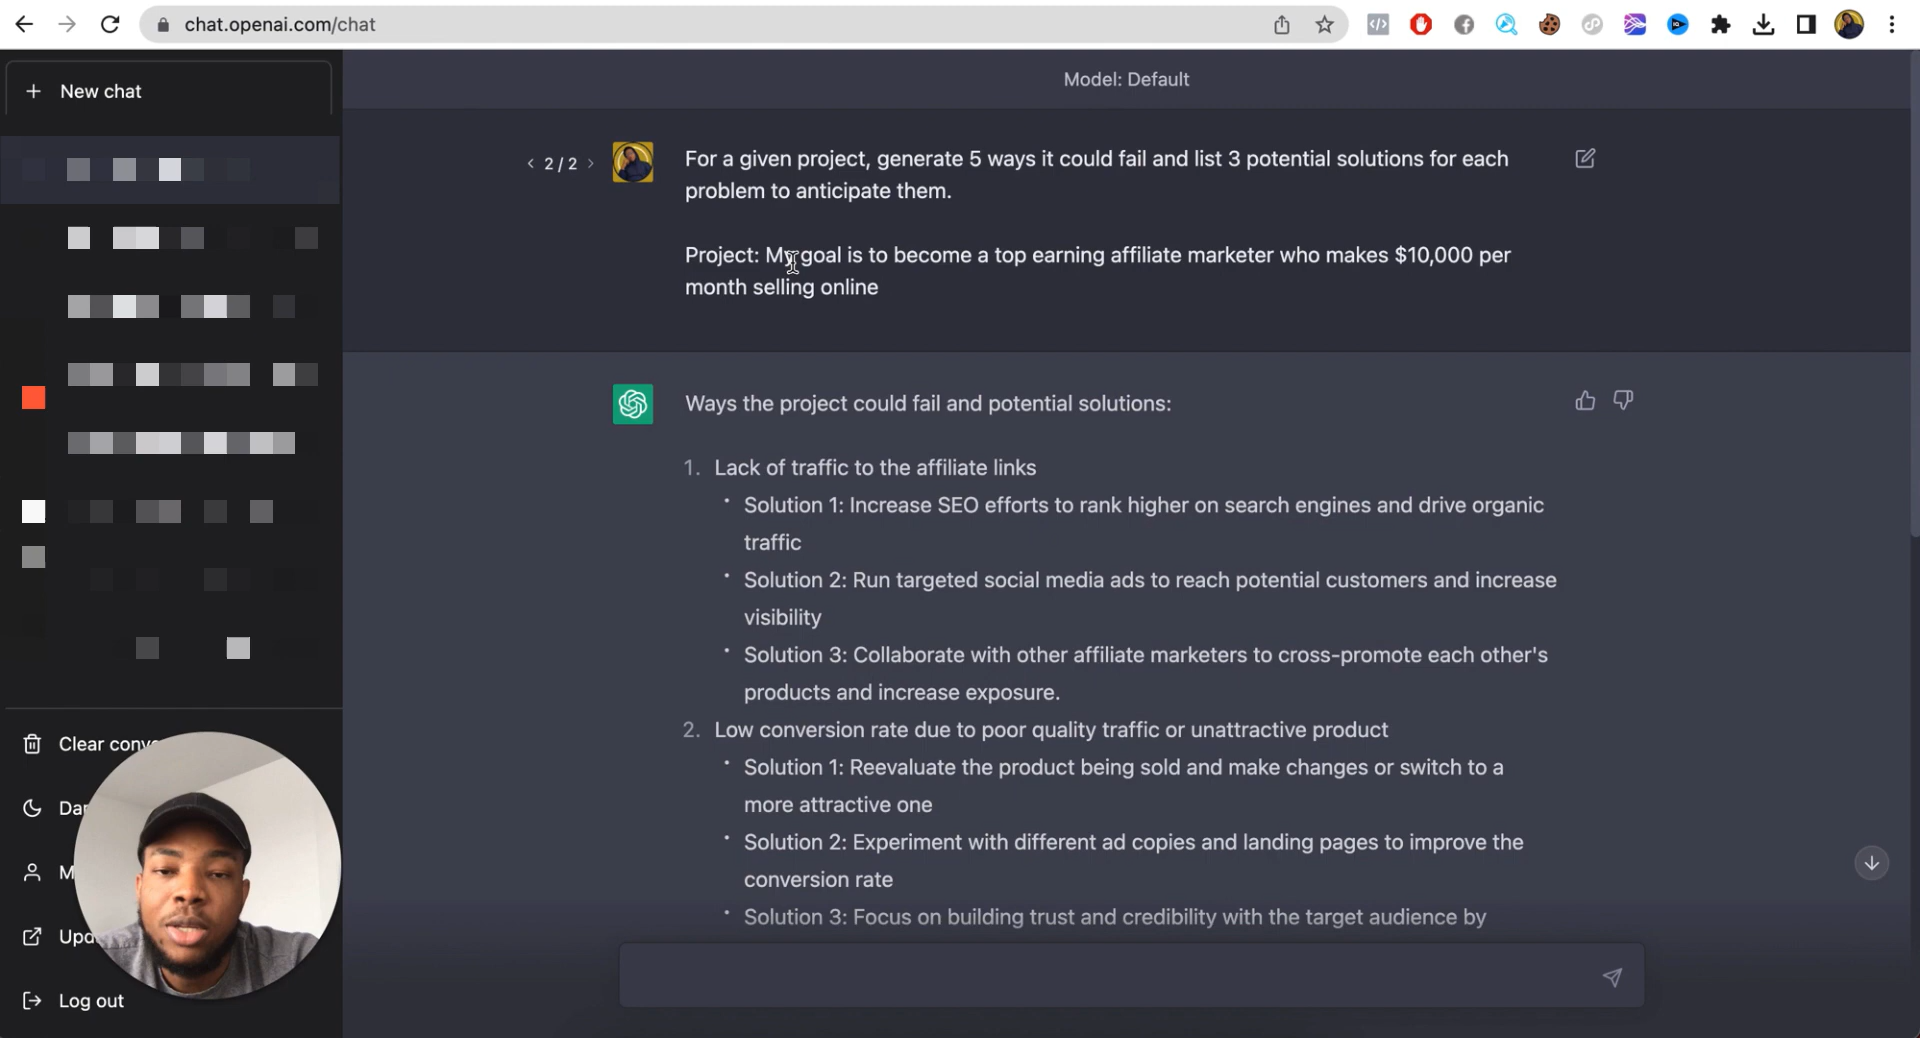 chat.openai.com/chat
New chat
Model: Default
< 2 / 2 >
For a given project, generate 5 ways it could fail and list 3 potential solutions for each
problem to anticipate them.
Project: My goal is to become a top earning affiliate marketer who makes $10,000 per
month selling online
Ways the project could fail and potential solutions:
1. Lack of traffic to the affiliate links
• Solution 1: Increase SEO efforts to rank higher on search engines and drive organic
traffic
• Solution 2: Run targeted social media ads to reach potential customers and increase
visibility
• Solution 3: Collaborate with other affiliate marketers to cross-promote each other's
products and increase exposure.
2. Low conversion rate due to poor quality traffic or unattractive product
• Solution 1: Reevaluate the product being sold and make changes or switch to a
more attractive one
• Solution 2: Experiment with different ad copies and landing pages to improve the
conversion rate
• Solution 3: Focus on building trust and credibility with the target audience by
Clear conv
Da
M
Upd
Log out